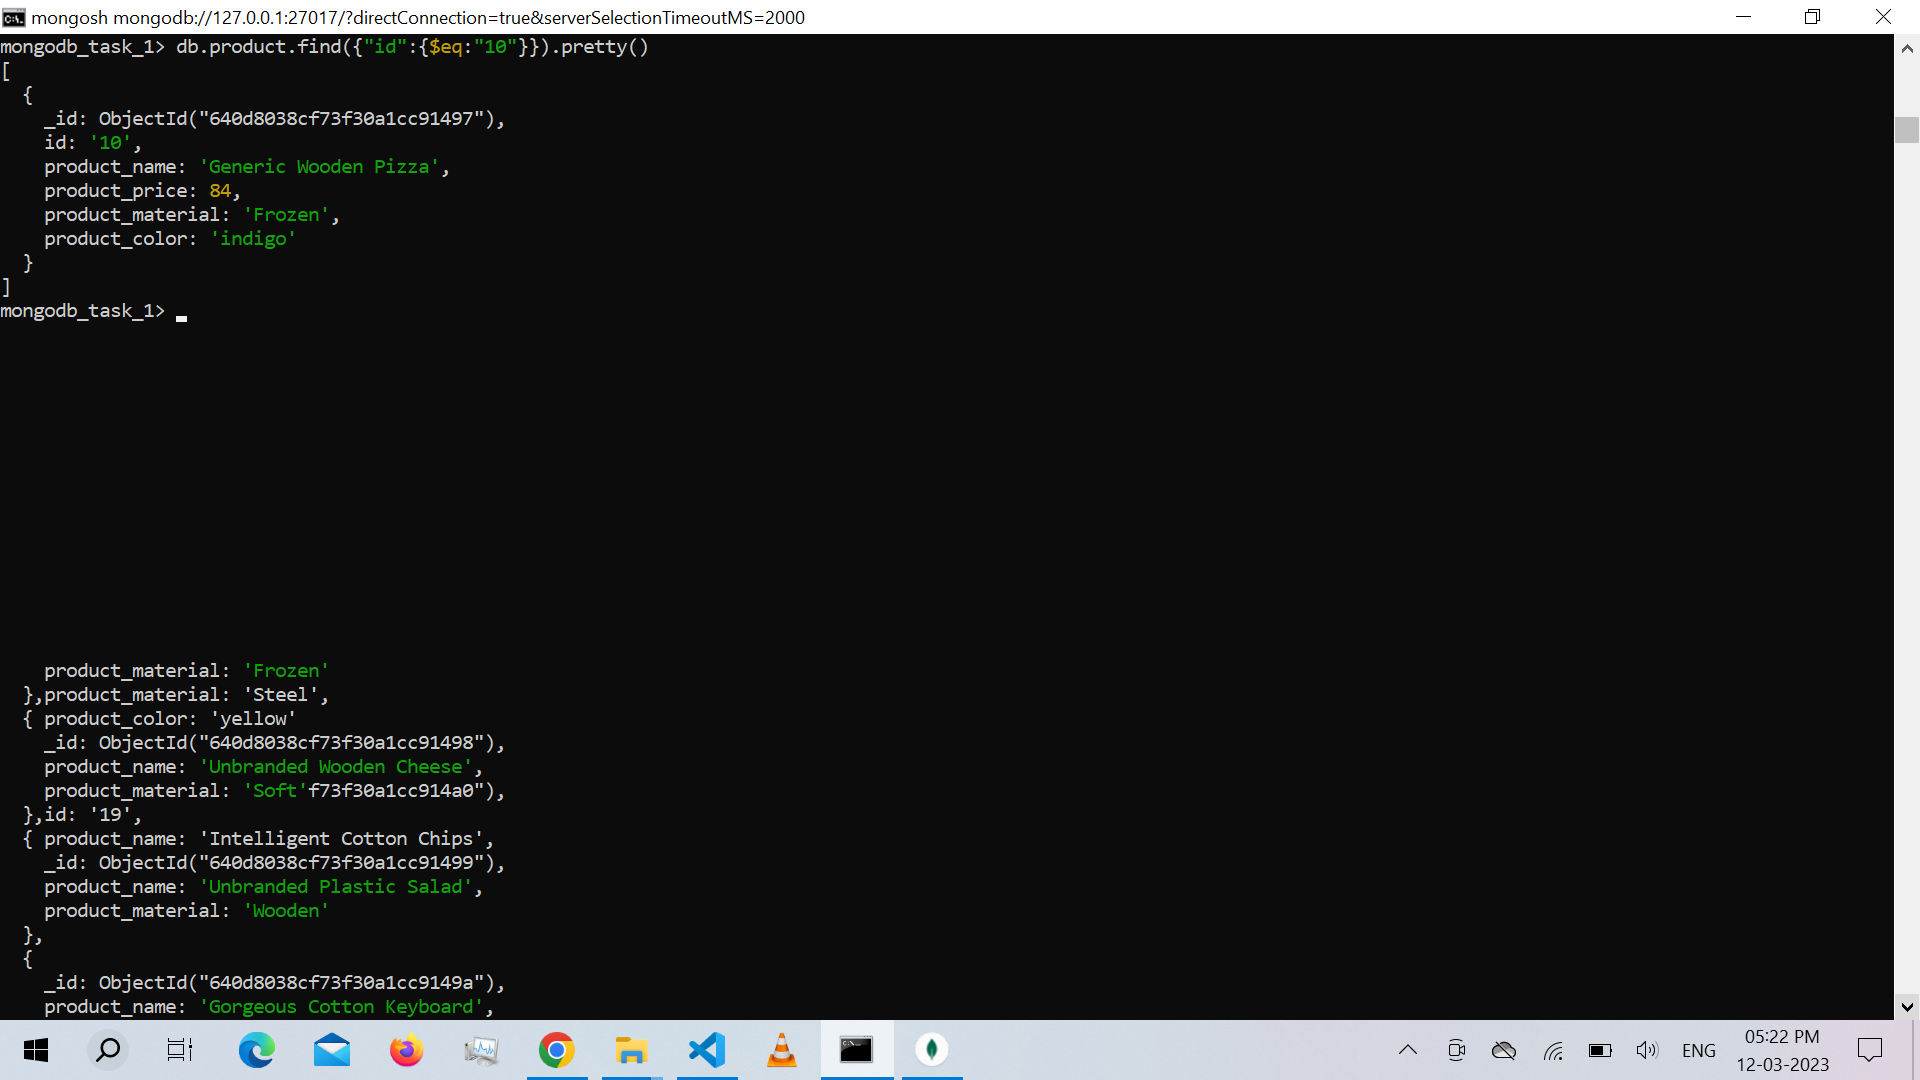 mongosh mongodb://127.0.0.1:27017/?directConnection=true&serverSelectionTimeoutMS=2000
mongodb_task_1> db.product.find({"id":{$eq:"10"}}).pretty()
[
  {
    _id: ObjectId("640d8038cf73f30a1cc91497"),
    id: '10',
    product_name: 'Generic Wooden Pizza',
    product_price: 84,
    product_material: 'Frozen',
    product_color: 'indigo'
  }
]
mongodb_task_1>
    product_material: 'Frozen'
  },product_material: 'Steel',
  { product_color: 'yellow'
    _id: ObjectId("640d8038cf73f30a1cc91498"),
    product_name: 'Unbranded Wooden Cheese',
    product_material: 'Soft'f73f30a1cc914a0"),
  },id: '19',
  { product_name: 'Intelligent Cotton Chips',
    _id: ObjectId("640d8038cf73f30a1cc91499"),
    product_name: 'Unbranded Plastic Salad',
    product_material: 'Wooden'
  },
  {
    _id: ObjectId("640d8038cf73f30a1cc9149a"),
    product_name: 'Gorgeous Cotton Keyboard',
ENG
05:22 PM
12-03-2023